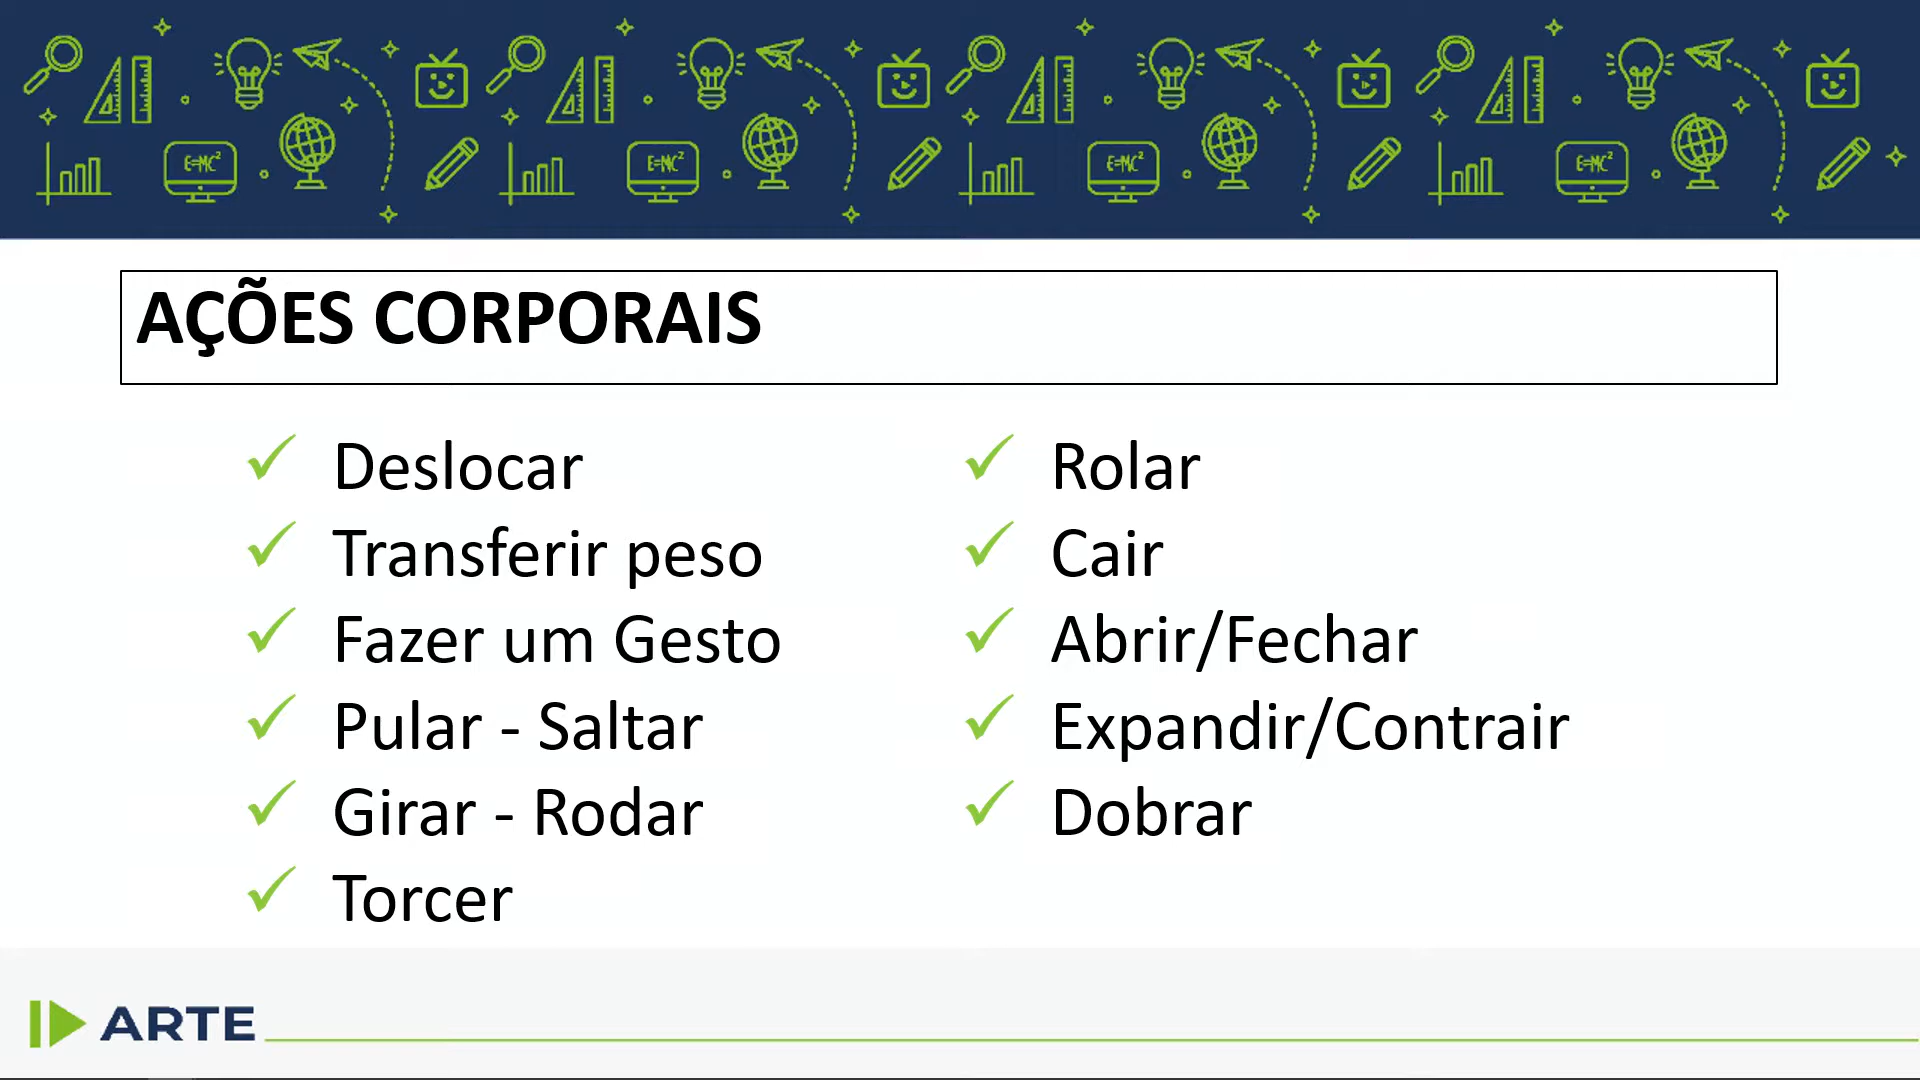 E=MC²
E=MC²
E=MC²
E=MC²
AÇÕES CORPORAIS
Deslocar
Transferir peso
Fazer um Gesto
Pular - Saltar
Girar - Rodar
Torcer
Rolar
Cair
Abrir/Fechar
Expandir/Contrair
Dobrar
ARTE